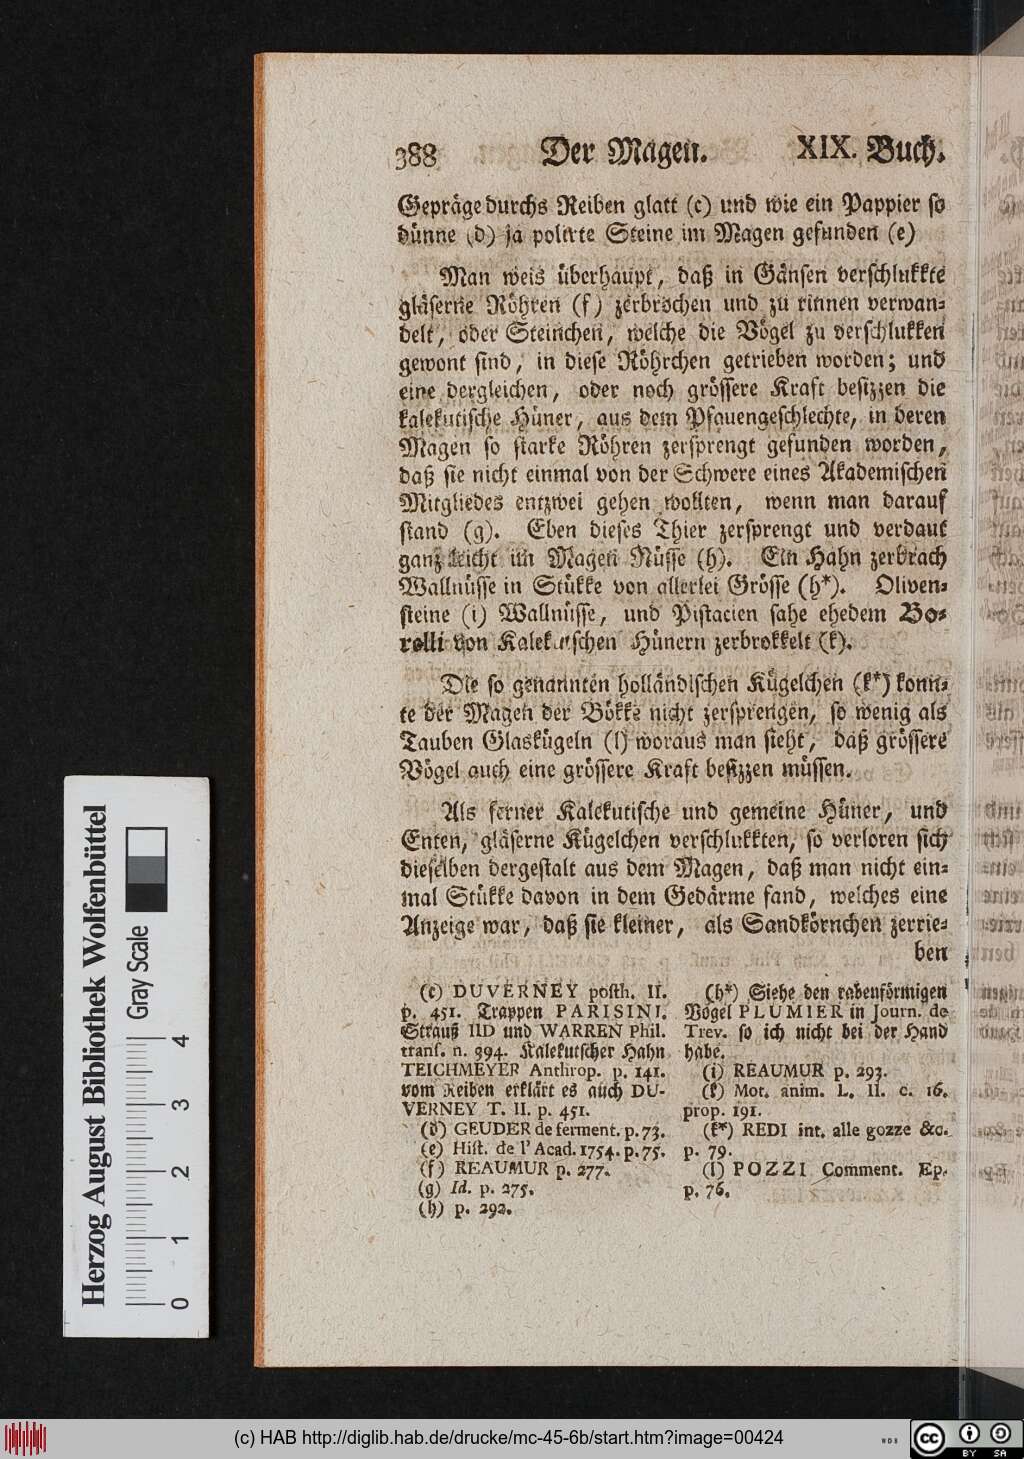 388 Der Magen. XIX. Buch.
Gepräge durchs Reiben glatt (c) und wie ein Pappier so
dünne (d) ja polirte Steine im Magen gefunden (e)
Man weis überhaupt, daß in Gänsen verschlukkte
gläserne Röhren (f) zerbrochen und zu rinnen verwan=
delt, oder Steinchen, welche die Vögel zu verschlukken
gewont sind, in diese Röhrchen getrieben worden; und
eine dergleichen, oder noch grössere Kraft besizzen die
kalekutische Hüner, aus dem Pfauengeschlechte, in deren
Magen so starke Röhren zersprengt gefunden worden,
daß sie nicht einmal von der Schwere eines Akademischen
Mitgliedes entzwei gehen wollten, wenn man darauf
stand (g). Eben dieses Thier zersprengt und verdaut
ganz leicht im Magen Nüsse (h). Ein Hahn zerbrach
Wallnüsse in Stükke von allerlei Grösse (h*). Oliven=
steine (i) Wallnüsse, und Pistacien sahe ehedem Bo=
relli von Kalekutschen Hünern zerbrokkelt (k).
Die so genannten holländischen Kügelchen (k*) konn=
te der Magen der Bökke nicht zersprengen, so wenig als
Tauben Glaskügeln (l) woraus man sieht, daß grössere
Vögel auch eine grössere Kraft besizzen müssen.
Als ferner Kalekutische und gemeine Hüner, und
Enten, gläserne Kügelchen verschlukkten, so verloren sich
dieselben dergestalt aus dem Magen, daß man nicht ein=
mal Stükke davon in dem Gedärme fand, welches eine
Anzeige war, daß sie kleiner, als Sandkörnchen zerrie=
ben
(c) DUVERNEY posth. II.
p. 451. Trappen PARISINI.
Strauß IID und WARREN Phil.
trans. n. 394. Kalekutscher Hahn
TEICHMEYER Anthrop. p. 141.
vom Reiben erklärt es auch DU-
VERNEY T. II. p. 451.
(d) GEUDER de ferment. p. 73.
(e) Hist. de l'Acad. 1754. p. 75.
(f) REAUMUR p. 277.
(g) Id. p. 275.
(h) p. 292.
(h*) Siehe den rabenförmigen
Vogel PLUMIER in Journ. de
Trev. so ich nicht bei der Hand
habe.
(i) REAUMUR p. 293.
(k) Mot. anim. L. II. c. 16.
prop. 191.
(k*) REDI int. alle gozze &c.
p. 79.
(l) POZZI Comment. Ep.
p. 76.
Herzog August Bibliothek Wolfenbüttel
Gray Scale
0 1 2 3 4
(c) HAB http://diglib.hab.de/drucke/mc-45-6b/start.htm?image=00424
WDB
cc BY SA